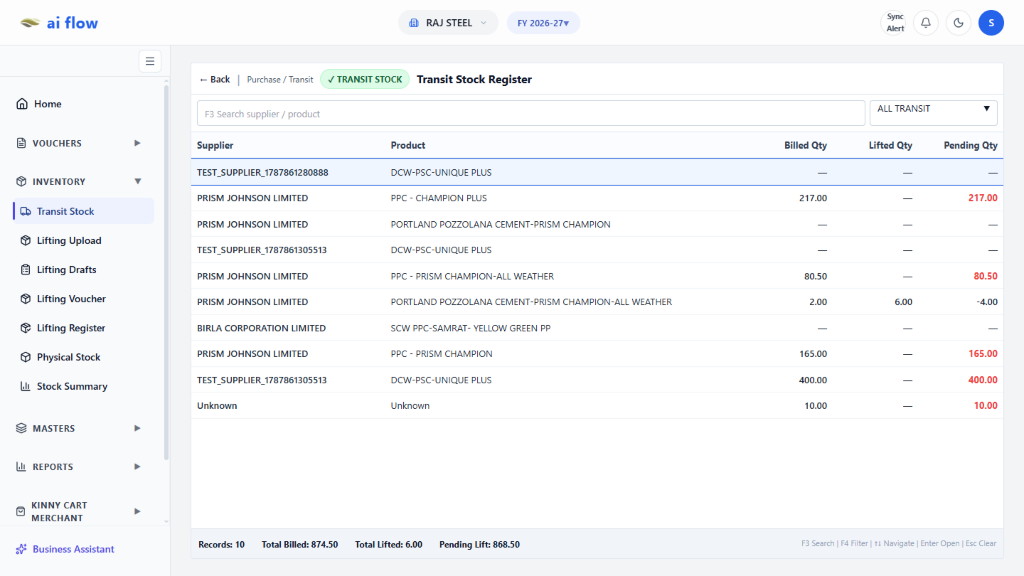 ai flow
RAJ STEEL
FY 2026-27▾
Sync Alert
S
Home
VOUCHERS
INVENTORY
Transit Stock
Lifting Upload
Lifting Drafts
Lifting Voucher
Lifting Register
Physical Stock
Stock Summary
MASTERS
REPORTS
KINNY CART MERCHANT
Business Assistant
← Back | Purchase / Transit ✓ TRANSIT STOCK Transit Stock Register
F3 Search supplier / product
ALL TRANSIT ▼
Supplier Product Billed Qty Lifted Qty Pending Qty
TEST_SUPPLIER_1787861280888 DCW-PSC-UNIQUE PLUS — — —
PRISM JOHNSON LIMITED PPC - CHAMPION PLUS 217.00 — 217.00
PRISM JOHNSON LIMITED PORTLAND POZZOLANA CEMENT-PRISM CHAMPION — — —
TEST_SUPPLIER_1787861305513 DCW-PSC-UNIQUE PLUS — — —
PRISM JOHNSON LIMITED PPC - PRISM CHAMPION-ALL WEATHER 80.50 — 80.50
PRISM JOHNSON LIMITED PORTLAND POZZOLANA CEMENT-PRISM CHAMPION-ALL WEATHER 2.00 6.00 -4.00
BIRLA CORPORATION LIMITED SCW PPC-SAMRAT- YELLOW GREEN PP — — —
PRISM JOHNSON LIMITED PPC - PRISM CHAMPION 165.00 — 165.00
TEST_SUPPLIER_1787861305513 DCW-PSC-UNIQUE PLUS 400.00 — 400.00
Unknown Unknown 10.00 — 10.00
Records: 10 Total Billed: 874.50 Total Lifted: 6.00 Pending Lift: 868.50
F3 Search | F4 Filter | ↑↓ Navigate | Enter Open | Esc Clear